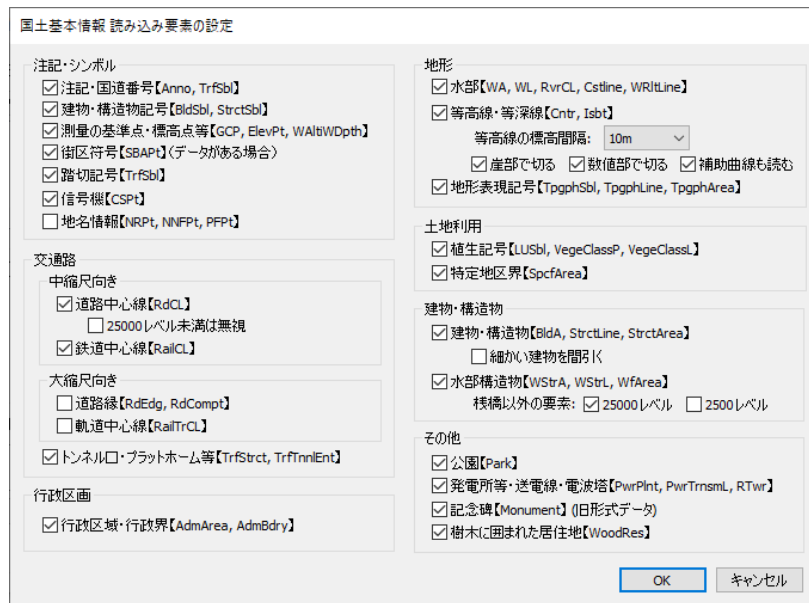 国土基本情報 読み込み要素の設定
注記・シンボル
注記・国道番号【Anno, TrfSbl】
建物・構造物記号【BldSbl, StrctSbl】
測量の基準点・標高点等【GCP, ElevPt, WAltiWDpth】
街区符号【SBAPt】(データがある場合)
踏切記号【TrfSbl】
信号機【CSPt】
地名情報【NRPt, NNFPt, PFPt】
交通路
中縮尺向き
道路中心線【RdCL】
25000レベル未満は無視
鉄道中心線【RailCL】
大縮尺向き
道路縁【RdEdg, RdCompt】
軌道中心線【RailTrCL】
トンネル口・プラットホーム等【TrfStrct, TrfTnnlEnt】
行政区画
行政区域・行政界【AdmArea, AdmBdry】
地形
水部【WA, WL, RvrCL, Cstline, WRltLine】
等高線・等深線【Cntr, Isbt】
等高線の標高間隔: 10m
崖部で切る 数値部で切る 補助曲線も読む
地形表現記号【TpgphSbl, TpgphLine, TpgphArea】
土地利用
植生記号【LUSbl, VegeClassP, VegeClassL】
特定地区界【SpcfArea】
建物・構造物
建物・構造物【BldA, StrctLine, StrctArea】
細かい建物を間引く
水部構造物【WStrA, WStrL, WfArea】
桟橋以外の要素: 25000レベル 2500レベル
その他
公園【Park】
発電所等・送電線・電波塔【PwrPlnt, PwrTrnsmL, RTwr】
記念碑【Monument】 (旧形式データ)
樹木に囲まれた居住地【WoodRes】
OK キャンセル